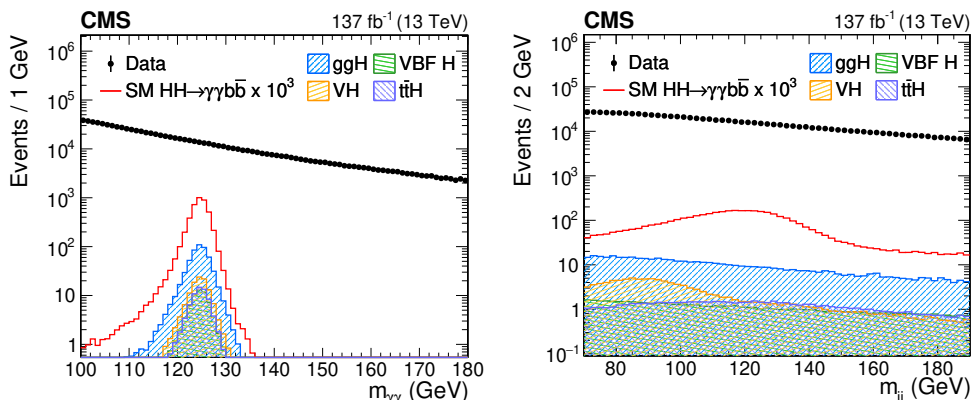 CMS 137 fb⁻¹ (13 TeV)
Events / 1 GeV
10⁶
10⁵
10⁴
10³
10²
10
1
Data
SM HH→γγbb̅ x 10³
ggH
VBF H
VH
tt̅H
100 110 120 130 140 150 160 170 180
m_γγ (GeV)
CMS 137 fb⁻¹ (13 TeV)
Events / 2 GeV
10⁶
10⁵
10⁴
10³
10²
10
1
10⁻¹
Data
SM HH→γγbb̅ x 10³
ggH
VBF H
VH
tt̅H
80 100 120 140 160 180
m_jj (GeV)